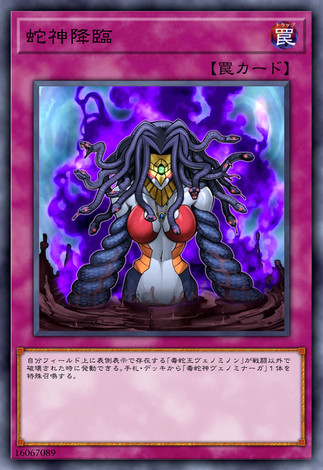 蛇神降臨
トラップ
罠
【罠カード】
自分フィールド上に表側表示で存在する「毒蛇王ヴェノミノン」が戦闘以外で
破壊された時に発動できる。手札・デッキから「毒蛇神ヴェノミナーガ」１体を
特殊召喚する。
16067089